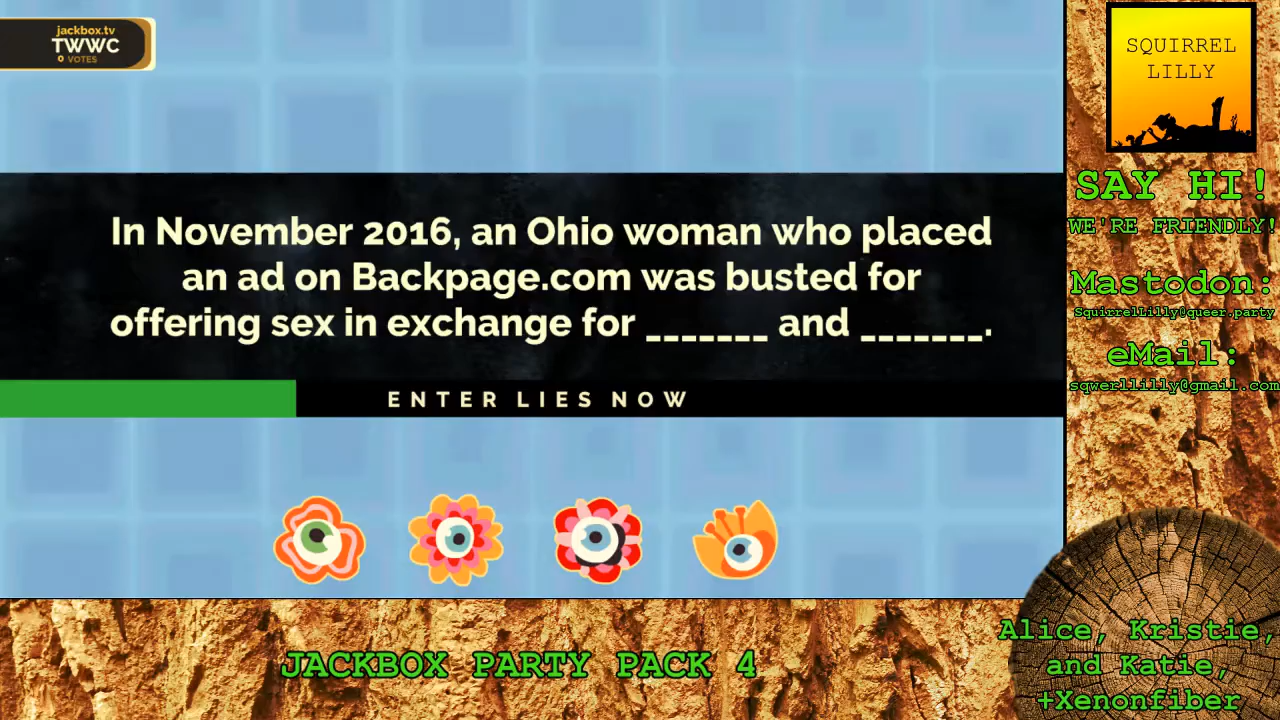 jackbox.tv
TWWC
0 VOTES
In November 2016, an Ohio woman who placed
an ad on Backpage.com was busted for
offering sex in exchange for _______ and _______.
ENTER LIES NOW
SQUIRREL
LILLY
SAY HI!
WE'RE FRIENDLY!
Mastodon:
SquirrelLilly@queer.party
eMail:
sqwerllilly@gmail.com
JACKBOX PARTY PACK 4
Alice, Kristie,
and Katie,
+Xenonfiber